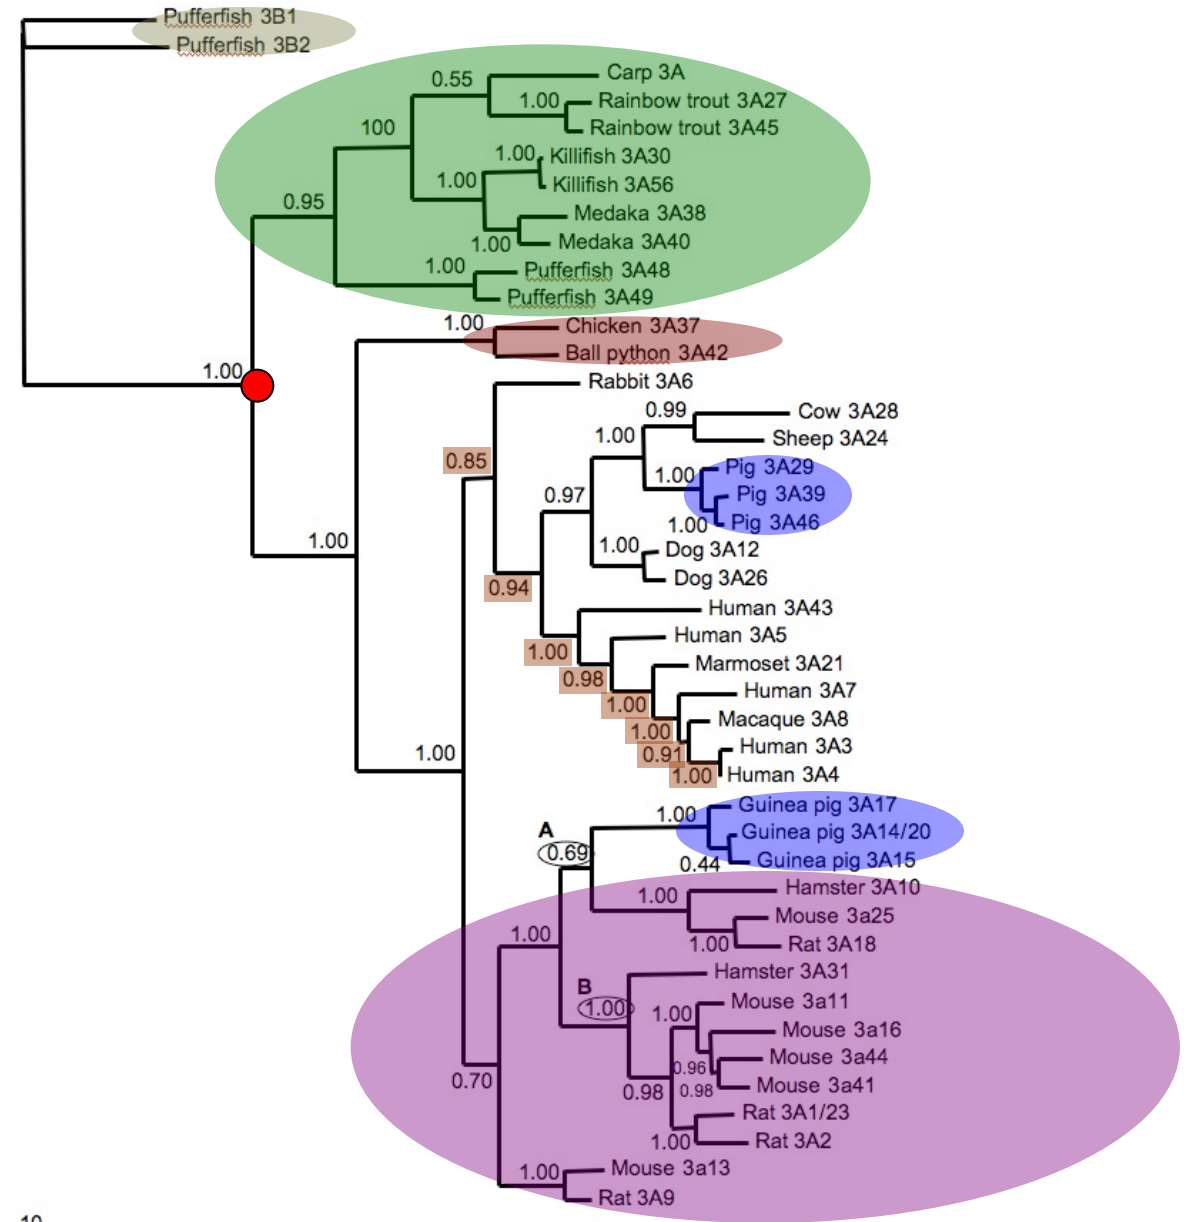 Pufferfish 3B1
Pufferfish 3B2
Carp 3A
0.55
1.00
Rainbow trout 3A27
Rainbow trout 3A45
100
1.00
Killifish 3A30
Killifish 3A56
1.00
Medaka 3A38
1.00
Medaka 3A40
0.95
1.00
Pufferfish 3A48
Pufferfish 3A49
1.00
Chicken 3A37
Ball python 3A42
1.00
Rabbit 3A6
0.99
Cow 3A28
Sheep 3A24
1.00
0.85
1.00
Pig 3A29
Pig 3A39
1.00
Pig 3A46
0.97
1.00
Dog 3A12
Dog 3A26
1.00
0.94
Human 3A43
Human 3A5
1.00
Marmoset 3A21
0.98
Human 3A7
1.00
Macaque 3A8
1.00
Human 3A3
0.91
1.00
Human 3A4
1.00
1.00
Guinea pig 3A17
Guinea pig 3A14/20
A
0.69
0.44
Guinea pig 3A15
Hamster 3A10
1.00
Mouse 3a25
1.00
Rat 3A18
1.00
Hamster 3A31
B
1.00
Mouse 3a11
1.00
Mouse 3a16
Mouse 3a44
0.96
0.98
Mouse 3a41
0.98
0.70
Rat 3A1/23
1.00
Rat 3A2
1.00
Mouse 3a13
Rat 3A9